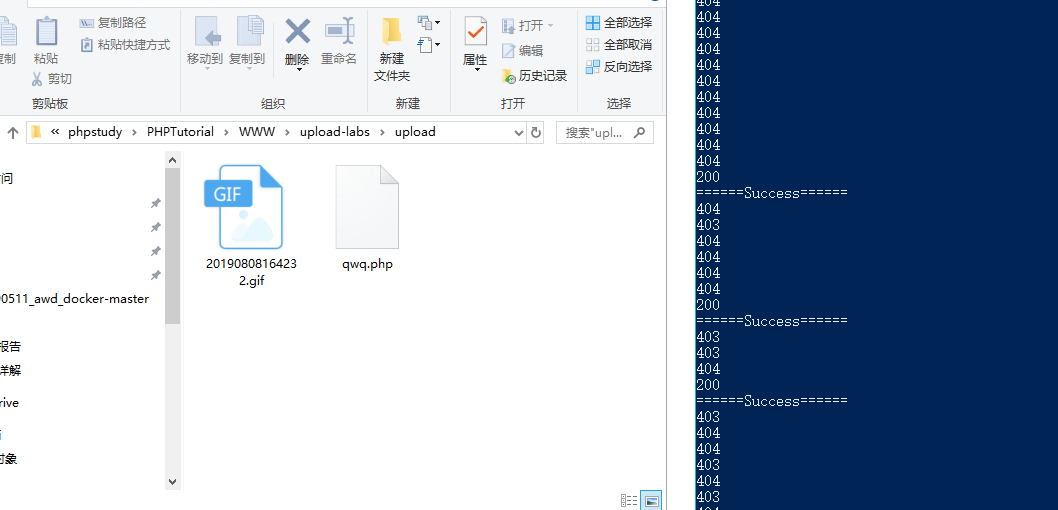 复制路径
粘贴快捷方式
粘贴
剪切
剪贴板
移动到
复制到
删除
重命名
组织
新建
文件夹
新建
属性
打开
编辑
历史记录
打开
全部选择
全部取消
反向选择
选择
« phpstudy › PHPTutorial › WWW › upload-labs › upload
搜索"upl...
00511_awd_docker-master
报告
详解
rive
对象
GIF
2019080816423
2.gif
qwq.php
404
404
404
404
404
404
404
404
404
404
404
200
======Success======
404
403
404
404
404
404
200
======Success======
403
403
404
200
======Success======
403
404
404
403
404
403
404